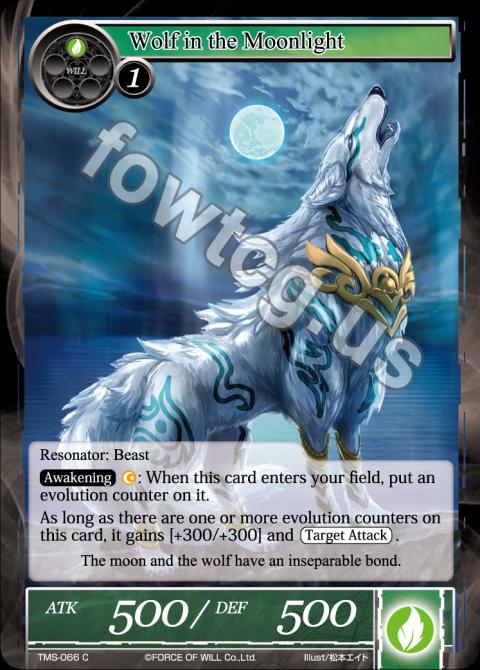 Wolf in the Moonlight
WILL
1
fowtcg.us
Resonator: Beast
Awakening : When this card enters your field, put an
evolution counter on it.
As long as there are one or more evolution counters on
this card, it gains [+300/+300] and Target Attack .
The moon and the wolf have an inseparable bond.
ATK 500 / DEF 500
TMS-066 C ©FORCE OF WILL Co.,Ltd. Illust/松本エイト